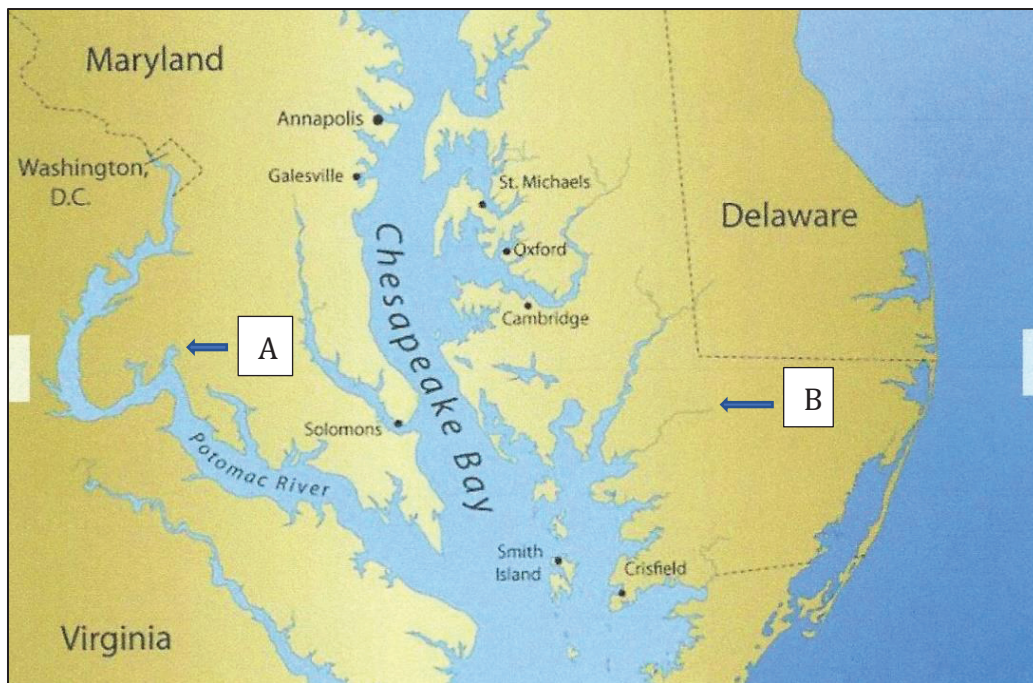 Maryland
Annapolis
Washington,
D.C.
Galesville
St. Michaels
Delaware
Oxford
Chesapeake Bay
Cambridge
A
B
Solomons
Potomac River
Smith
Island
Crisfield
Virginia